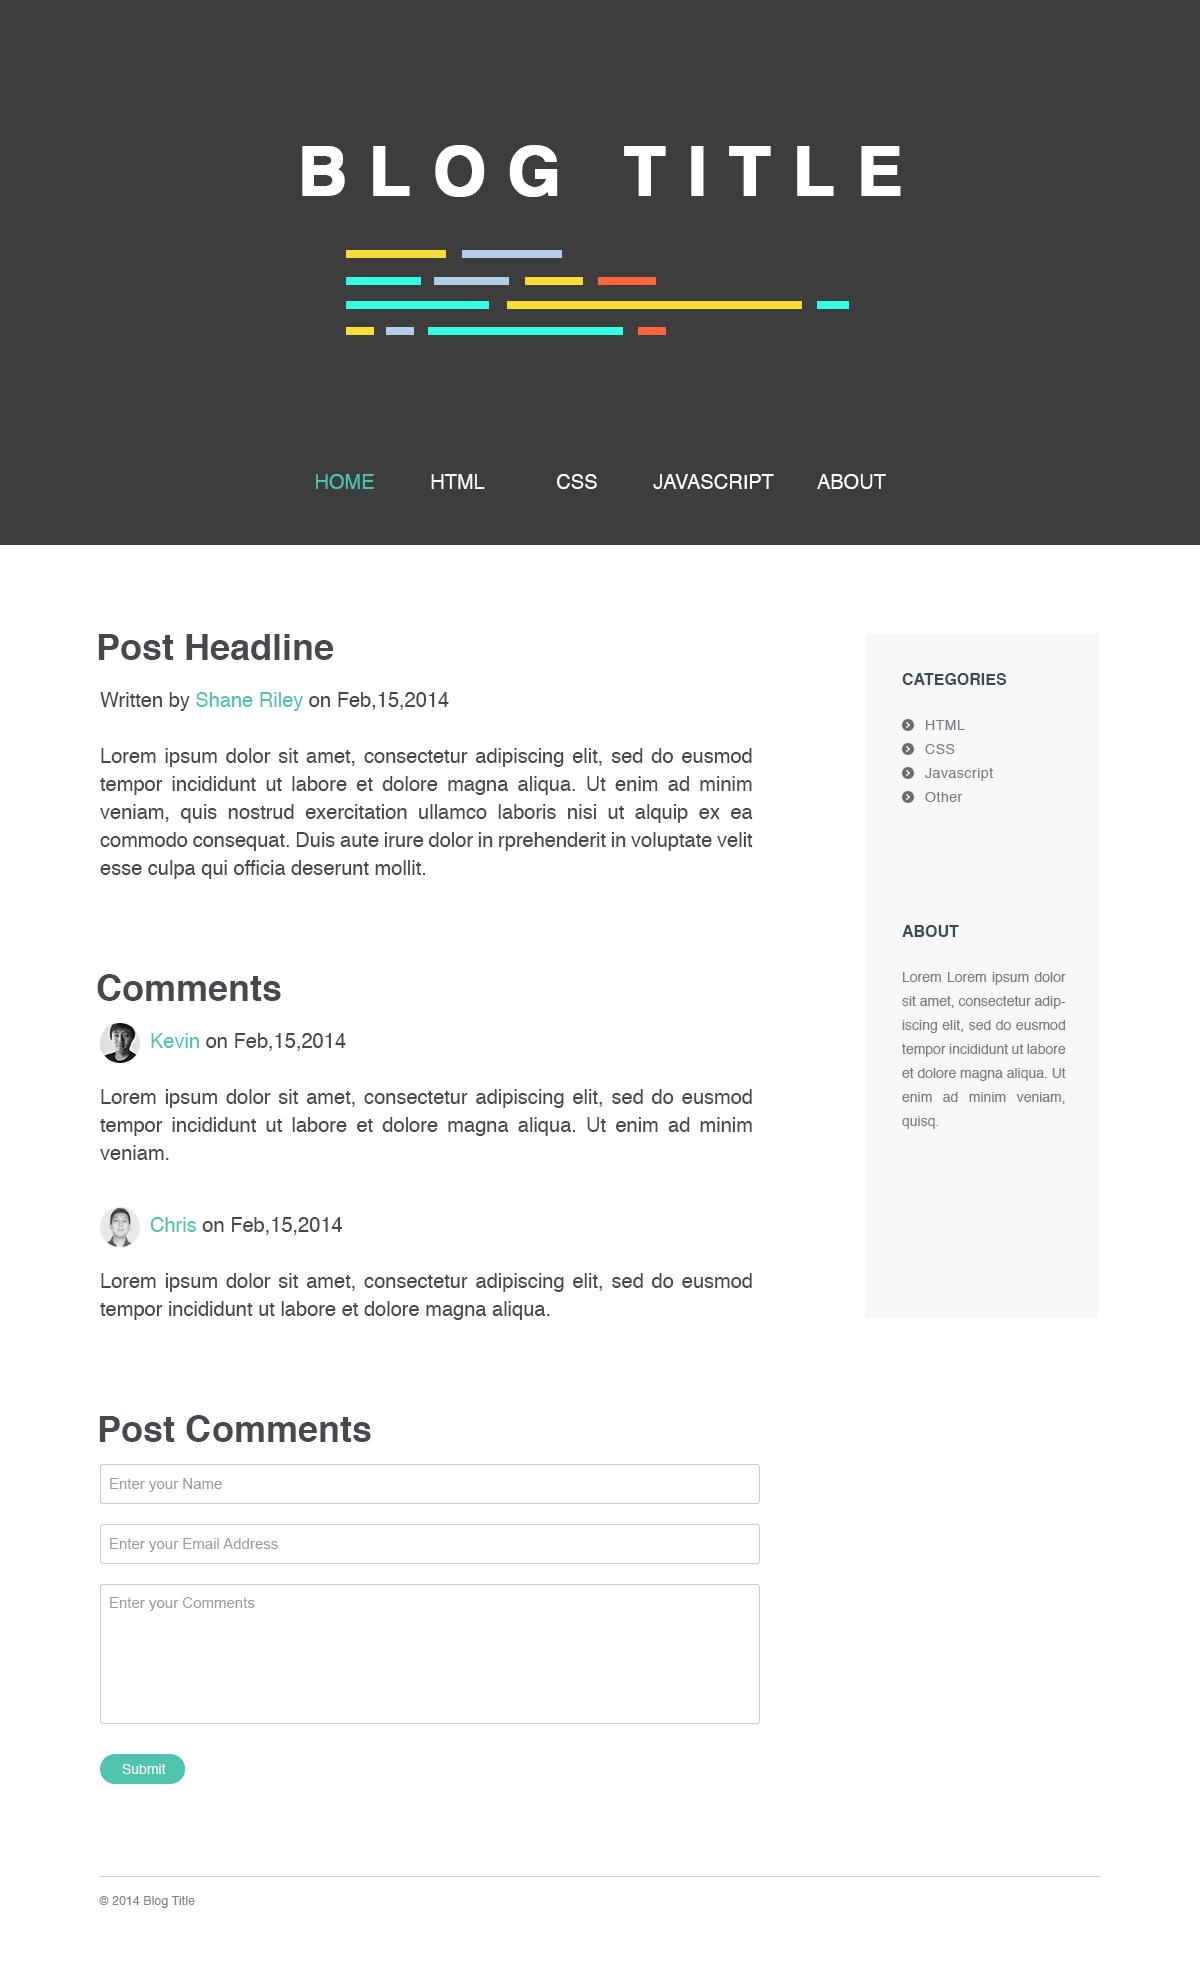 BLOG TITLE
HOME HTML CSS JAVASCRIPT ABOUT
Post Headline
Written by Shane Riley on Feb,15,2014
Lorem ipsum dolor sit amet, consectetur adipiscing elit, sed do eusmod
tempor incididunt ut labore et dolore magna aliqua. Ut enim ad minim
veniam, quis nostrud exercitation ullamco laboris nisi ut alquip ex ea
commodo consequat. Duis aute irure dolor in rprehenderit in voluptate velit
esse culpa qui officia deserunt mollit.
Comments
Kevin on Feb,15,2014
Lorem ipsum dolor sit amet, consectetur adipiscing elit, sed do eusmod
tempor incididunt ut labore et dolore magna aliqua. Ut enim ad minim
veniam.
Chris on Feb,15,2014
Lorem ipsum dolor sit amet, consectetur adipiscing elit, sed do eusmod
tempor incididunt ut labore et dolore magna aliqua.
Post Comments
Enter your Name
Enter your Email Address
Enter your Comments
Submit
CATEGORIES
HTML
CSS
Javascript
Other
ABOUT
Lorem Lorem ipsum dolor
sit amet, consectetur adip-
iscing elit, sed do eusmod
tempor incididunt ut labore
et dolore magna aliqua. Ut
enim ad minim veniam,
quisq.
© 2014 Blog Title